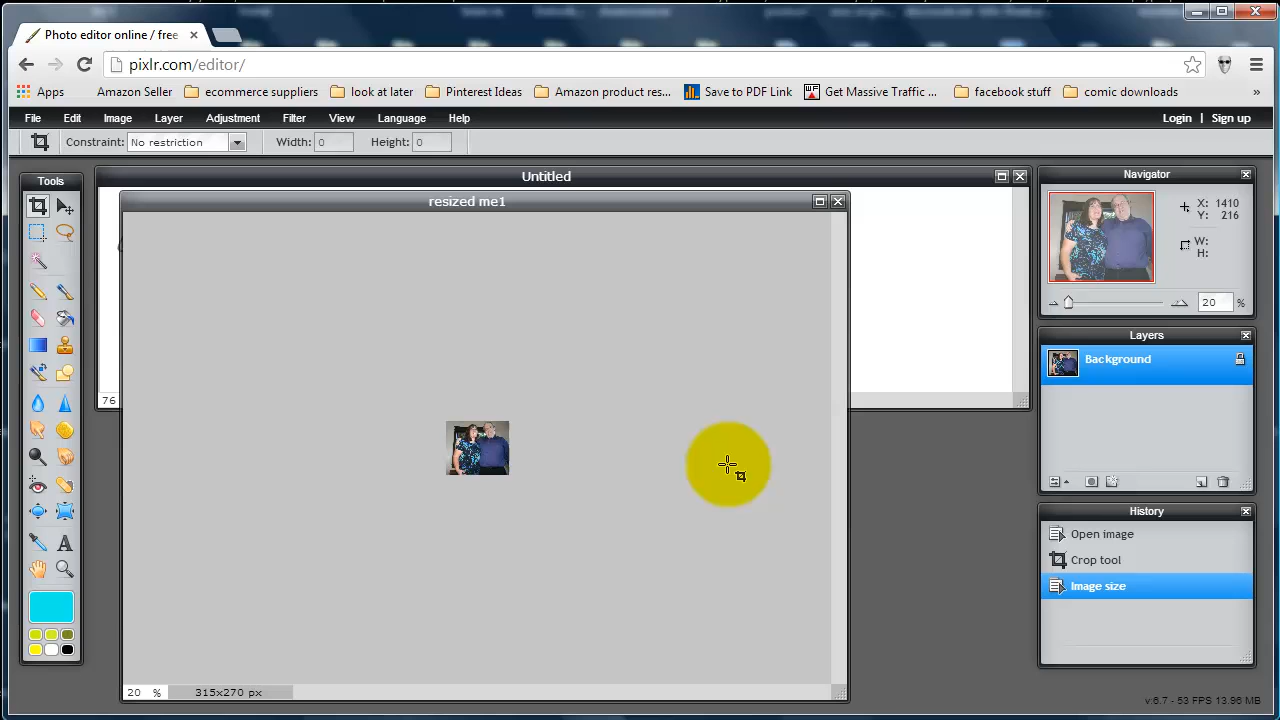 Photo editor online / free
pixlr.com/editor/
Apps Amazon Seller ecommerce suppliers look at later Pinterest Ideas Amazon product res... Save to PDF Link Get Massive Traffic ... facebook stuff comic downloads »
File Edit Image Layer Adjustment Filter View Language Help Login | Sign up
Constraint: No restriction Width: 0 Height: 0
Tools
Untitled
Navigator
resized me1
X: 1410
Y: 216
W:
H:
20 %
Layers
Background
76
History
Open image
Crop tool
Image size
20 % 315x270 px
v:6.7 - 53 FPS 13.96 MB